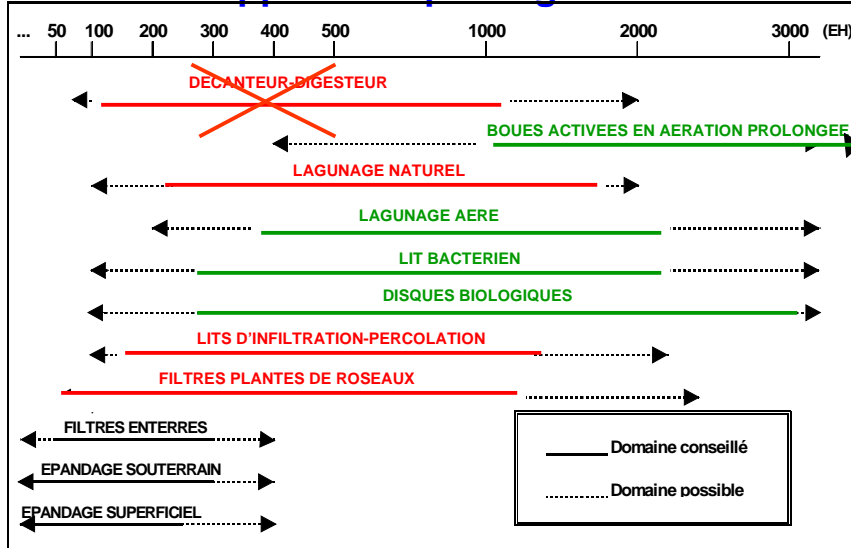 ... 50 100 200 300 400 500 1000 2000 3000 (EH)
DECANTEUR-DIGESTEUR
BOUES ACTIVEES EN AERATION PROLONGEE
LAGUNAGE NATUREL
LAGUNAGE AERE
LIT BACTERIEN
DISQUES BIOLOGIQUES
LITS D'INFILTRATION-PERCOLATION
FILTRES PLANTES DE ROSEAUX
FILTRES ENTERRES
EPANDAGE SOUTERRAIN
EPANDAGE SUPERFICIEL
Domaine conseillé
Domaine possible